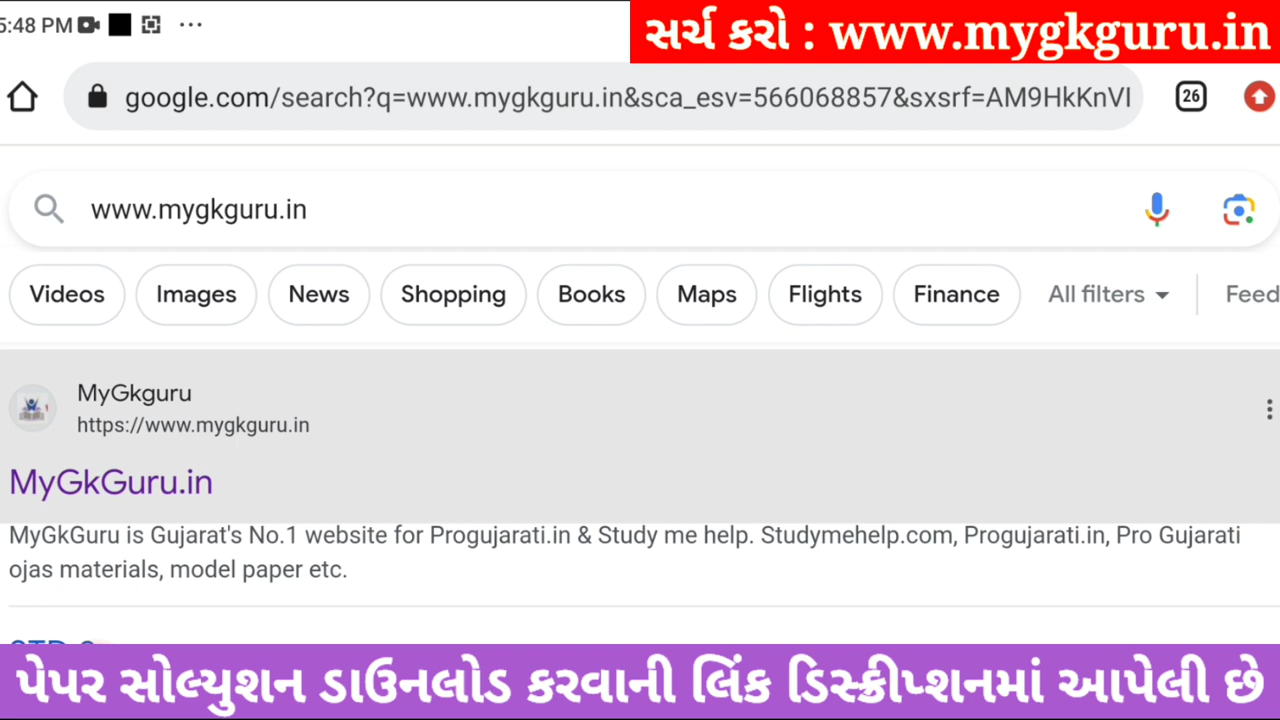 5:48 PM
સર્ચ કરો : www.mygkguru.in
google.com/search?q=www.mygkguru.in&sca_esv=566068857&sxsrf=AM9HkKnVI
26
www.mygkguru.in
Videos Images News Shopping Books Maps Flights Finance All filters Feed
MyGkguru
https://www.mygkguru.in
MyGkGuru.in
MyGkGuru is Gujarat's No.1 website for Progujarati.in & Study me help. Studymehelp.com, Progujarati.in, Pro Gujarati
ojas materials, model paper etc.
પેપર સોલ્યુશન ડાઉનલોડ કરવાની લિંક ડિસ્ક્રીપ્શનમાં આપેલી છે